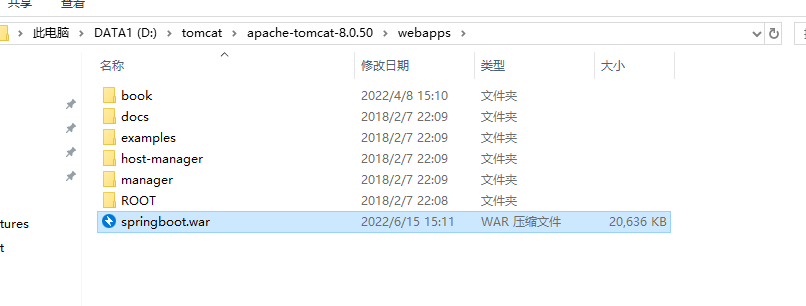 共享 查看
此电脑 > DATA1 (D:) > tomcat > apache-tomcat-8.0.50 > webapps >
名称 修改日期 类型 大小
book 2022/4/8 15:10 文件夹
docs 2018/2/7 22:09 文件夹
examples 2018/2/7 22:09 文件夹
host-manager 2018/2/7 22:09 文件夹
manager 2018/2/7 22:09 文件夹
ROOT 2018/2/7 22:08 文件夹
springboot.war 2022/6/15 15:11 WAR 压缩文件 20,636 KB
tures
t